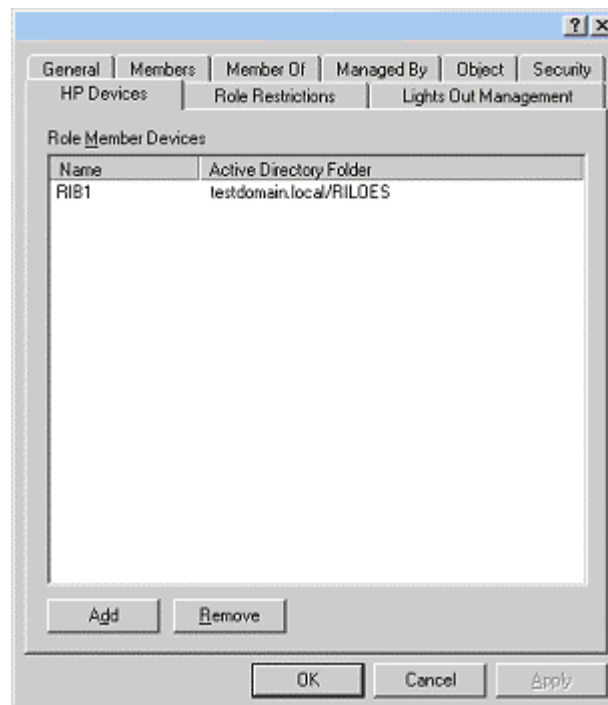 General Members Member Of Managed By Object Security
HP Devices Role Restrictions Lights Out Management
Role Member Devices
Name Active Directory Folder
RIB1 testdomain.local/RILOES
Add Remove
OK Cancel Apply